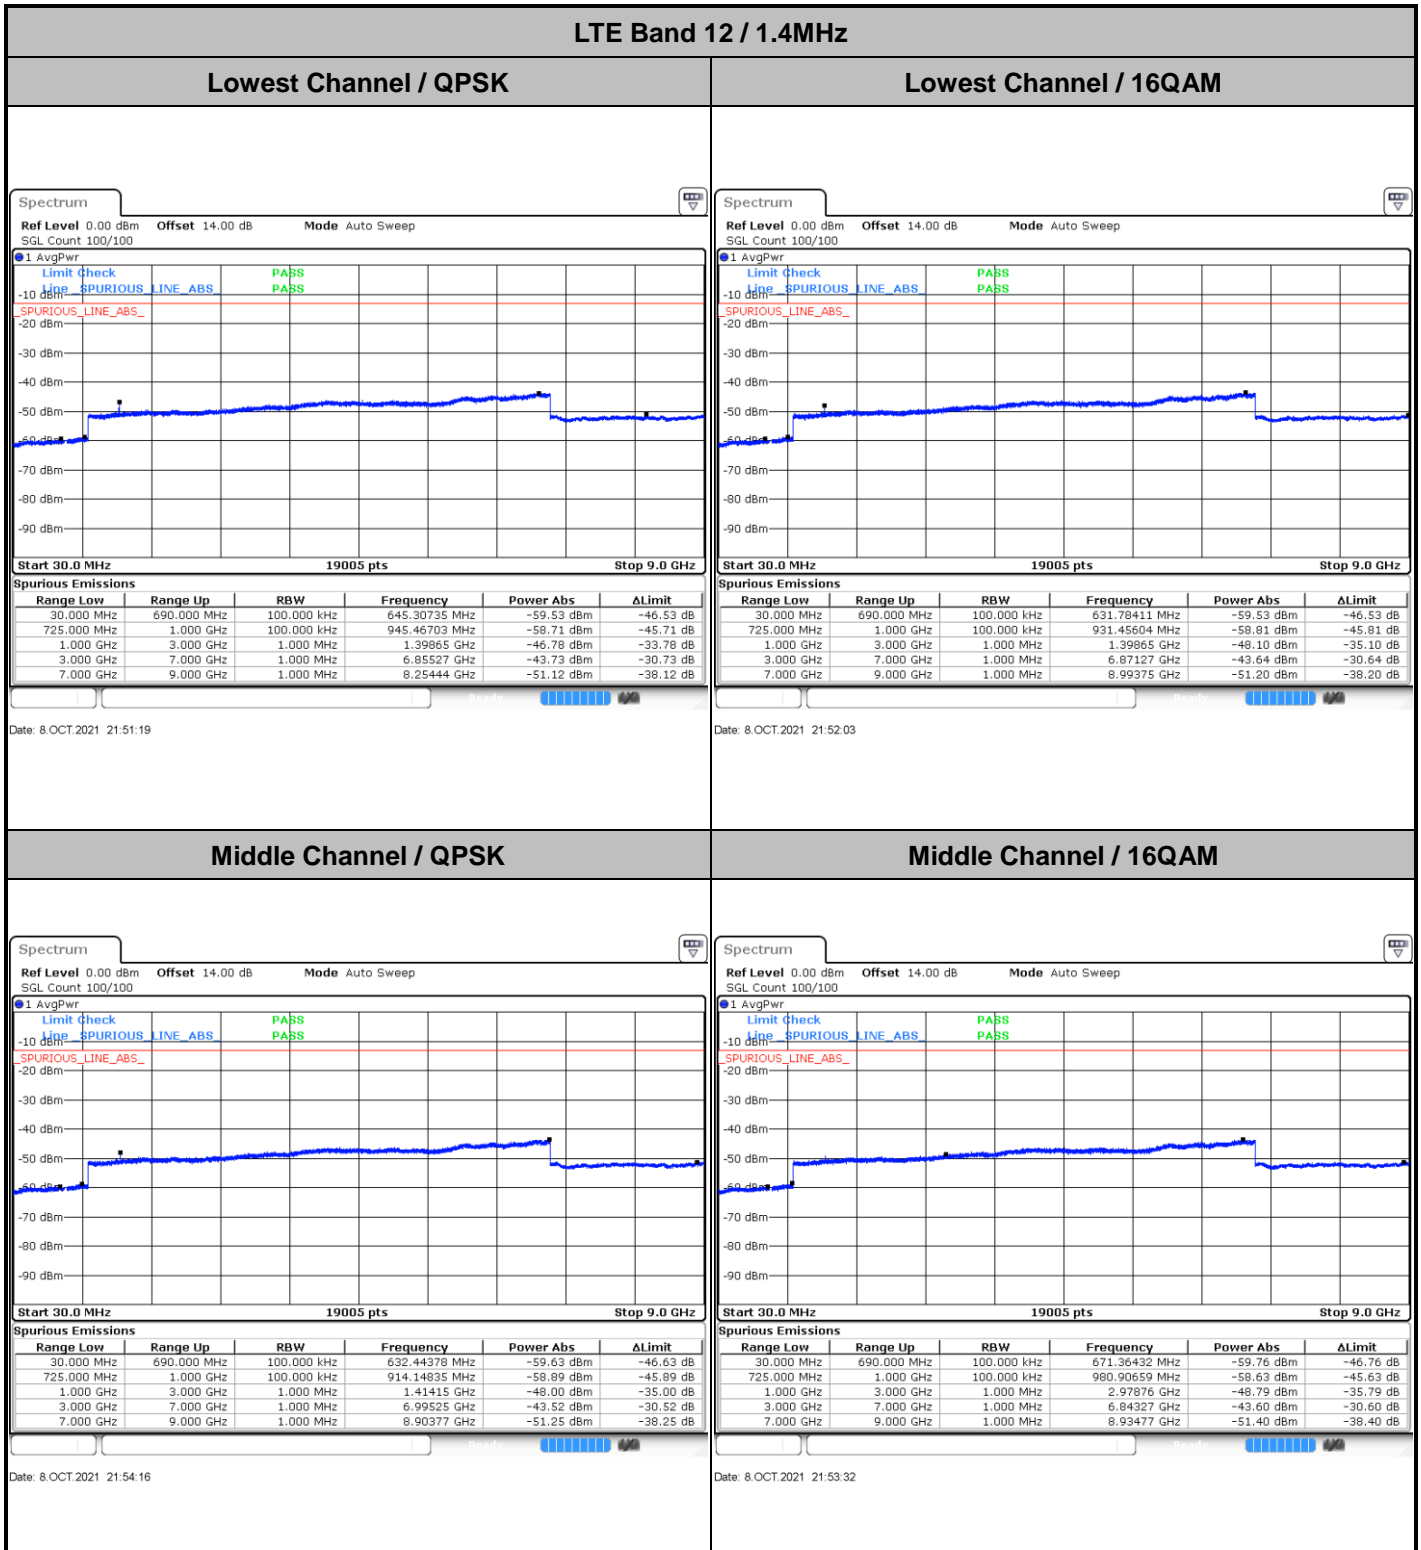 LTE Band 12 / 1.4MHz
Lowest Channel / QPSK
Lowest Channel / 16QAM
Spectrum
Ref Level 0.00 dBm Offset 14.00 dB Mode Auto Sweep
SGL Count 100/100
1 AvgPwr
Limit Check PASS
Line _SPURIOUS_LINE_ABS_ PASS
-10 dBm
_SPURIOUS_LINE_ABS_
-20 dBm
-30 dBm
-40 dBm
-50 dBm
-60 dBm
-70 dBm
-80 dBm
-90 dBm
Start 30.0 MHz 19005 pts Stop 9.0 GHz
Spurious Emissions
Range Low Range Up RBW Frequency Power Abs ΔLimit
30.000 MHz 690.000 MHz 100.000 kHz 645.30735 MHz -59.53 dBm -46.53 dB
725.000 MHz 1.000 GHz 100.000 kHz 945.46703 MHz -58.71 dBm -45.71 dB
1.000 GHz 3.000 GHz 1.000 MHz 1.39865 GHz -46.78 dBm -33.78 dB
3.000 GHz 7.000 GHz 1.000 MHz 6.85527 GHz -43.73 dBm -30.73 dB
7.000 GHz 9.000 GHz 1.000 MHz 8.25444 GHz -51.12 dBm -38.12 dB
Date: 8.OCT.2021 21:51:19
Spectrum
Ref Level 0.00 dBm Offset 14.00 dB Mode Auto Sweep
SGL Count 100/100
1 AvgPwr
Limit Check PASS
Line _SPURIOUS_LINE_ABS_ PASS
-10 dBm
_SPURIOUS_LINE_ABS_
-20 dBm
-30 dBm
-40 dBm
-50 dBm
-60 dBm
-70 dBm
-80 dBm
-90 dBm
Start 30.0 MHz 19005 pts Stop 9.0 GHz
Spurious Emissions
Range Low Range Up RBW Frequency Power Abs ΔLimit
30.000 MHz 690.000 MHz 100.000 kHz 631.78411 MHz -59.53 dBm -46.53 dB
725.000 MHz 1.000 GHz 100.000 kHz 931.45604 MHz -58.81 dBm -45.81 dB
1.000 GHz 3.000 GHz 1.000 MHz 1.39865 GHz -48.10 dBm -35.10 dB
3.000 GHz 7.000 GHz 1.000 MHz 6.87127 GHz -43.64 dBm -30.64 dB
7.000 GHz 9.000 GHz 1.000 MHz 8.99375 GHz -51.20 dBm -38.20 dB
Date: 8.OCT.2021 21:52:03
Middle Channel / QPSK
Middle Channel / 16QAM
Spectrum
Ref Level 0.00 dBm Offset 14.00 dB Mode Auto Sweep
SGL Count 100/100
1 AvgPwr
Limit Check PASS
Line _SPURIOUS_LINE_ABS_ PASS
-10 dBm
_SPURIOUS_LINE_ABS_
-20 dBm
-30 dBm
-40 dBm
-50 dBm
-60 dBm
-70 dBm
-80 dBm
-90 dBm
Start 30.0 MHz 19005 pts Stop 9.0 GHz
Spurious Emissions
Range Low Range Up RBW Frequency Power Abs ΔLimit
30.000 MHz 690.000 MHz 100.000 kHz 632.44378 MHz -59.63 dBm -46.63 dB
725.000 MHz 1.000 GHz 100.000 kHz 914.14835 MHz -58.89 dBm -45.89 dB
1.000 GHz 3.000 GHz 1.000 MHz 1.41415 GHz -48.00 dBm -35.00 dB
3.000 GHz 7.000 GHz 1.000 MHz 6.99525 GHz -43.52 dBm -30.52 dB
7.000 GHz 9.000 GHz 1.000 MHz 8.90377 GHz -51.25 dBm -38.25 dB
Date: 8.OCT.2021 21:54:16
Spectrum
Ref Level 0.00 dBm Offset 14.00 dB Mode Auto Sweep
SGL Count 100/100
1 AvgPwr
Limit Check PASS
Line _SPURIOUS_LINE_ABS_ PASS
-10 dBm
_SPURIOUS_LINE_ABS_
-20 dBm
-30 dBm
-40 dBm
-50 dBm
-60 dBm
-70 dBm
-80 dBm
-90 dBm
Start 30.0 MHz 19005 pts Stop 9.0 GHz
Spurious Emissions
Range Low Range Up RBW Frequency Power Abs ΔLimit
30.000 MHz 690.000 MHz 100.000 kHz 671.36432 MHz -59.76 dBm -46.76 dB
725.000 MHz 1.000 GHz 100.000 kHz 980.90659 MHz -58.63 dBm -45.63 dB
1.000 GHz 3.000 GHz 1.000 MHz 2.97876 GHz -48.79 dBm -35.79 dB
3.000 GHz 7.000 GHz 1.000 MHz 6.84327 GHz -43.60 dBm -30.60 dB
7.000 GHz 9.000 GHz 1.000 MHz 8.93477 GHz -51.40 dBm -38.40 dB
Date: 8.OCT.2021 21:53:32